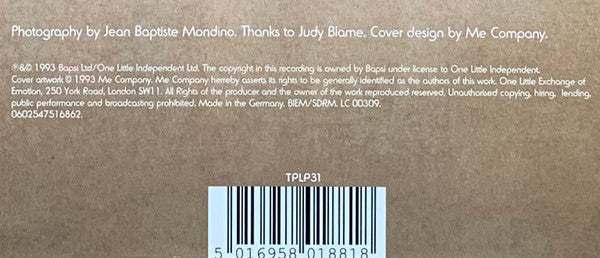 Photography by Jean Baptiste Mondino. Thanks to Judy Blame. Cover design by Me Company.
℗&© 1993 Bapsi Ltd/One Little Independent Ltd. The copyright in this recording is owned by Bapsi under license to One Little Independent.
Cover artwork © 1993 Me Company. Me Company hereby asserts its rights to be generally identified as the authors of this work. One Little Exchange of
Emotion, 250 York Road, London SW11. All Rights of the producer and the owner of the work reproduced reserved. Unauthorised copying, hiring, lending,
public performance and broadcasting prohibited. Made in the Germany. BIEM/SDRM. LC 00309.
0602547516862.
TPLP31
5 016958 018818